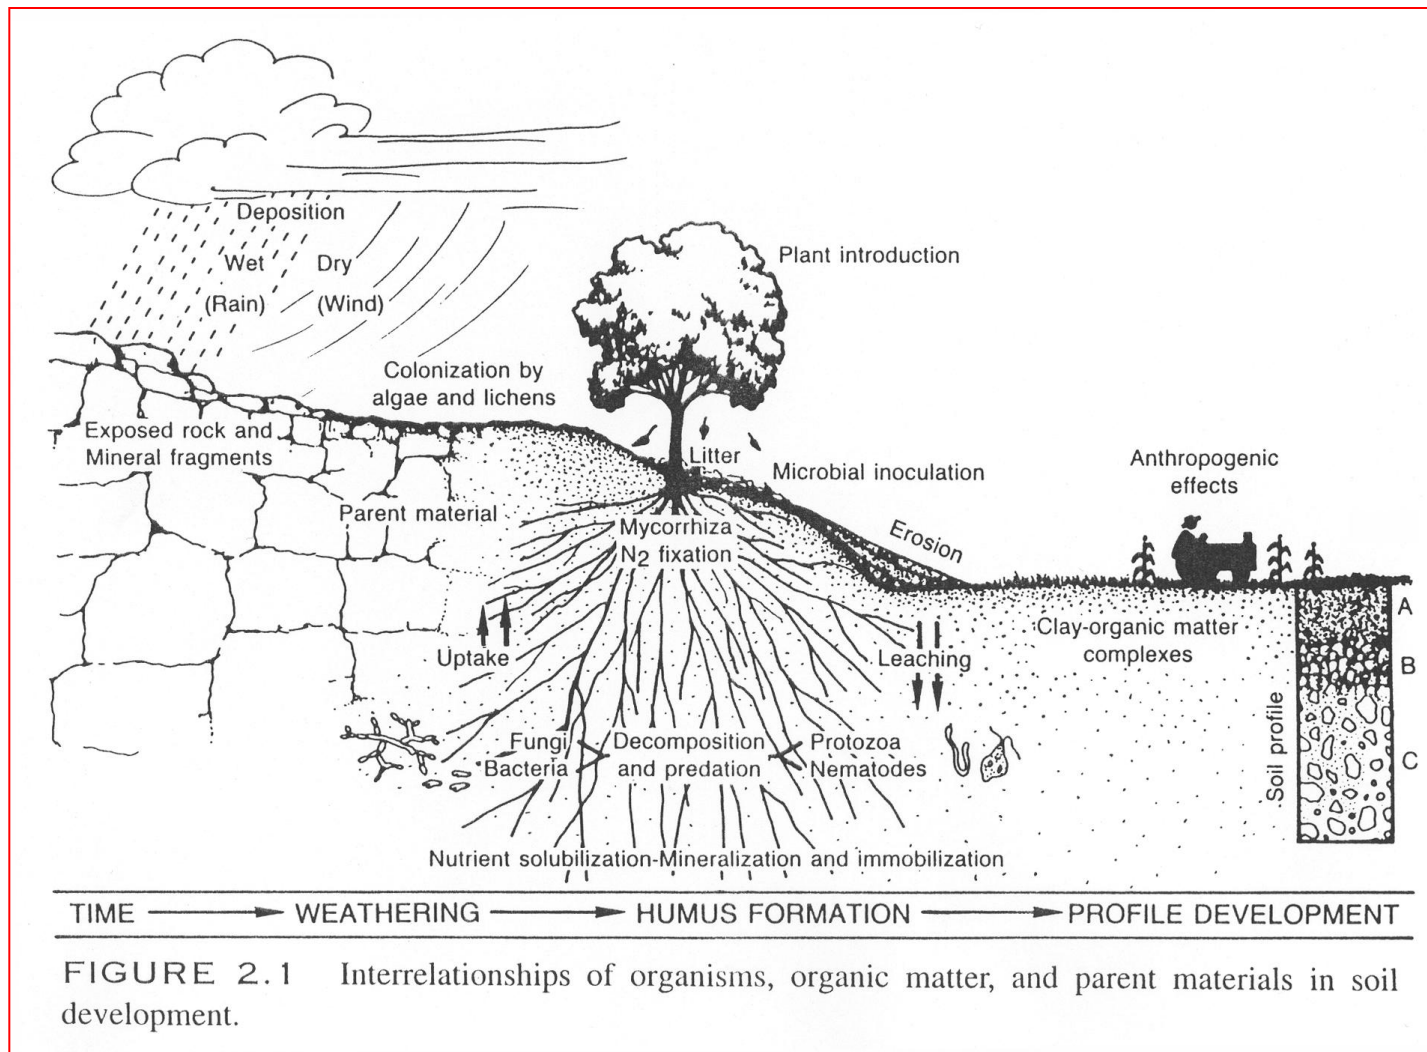 Deposition
Wet
Dry
(Rain)
(Wind)
Plant introduction
Colonization by
algae and lichens
Exposed rock and
Mineral fragments
Parent material
Litter
Microbial inoculation
Anthropogenic
effects
Mycorrhiza
N2 fixation
Erosion
Uptake
Leaching
Clay-organic matter
complexes
A
B
C
Soil profile
Fungi
Bacteria
Decomposition
and predation
Protozoa
Nematodes
Nutrient solubilization-Mineralization and immobilization
TIME WEATHERING HUMUS FORMATION PROFILE DEVELOPMENT
FIGURE 2.1 Interrelationships of organisms, organic matter, and parent materials in soil
development.